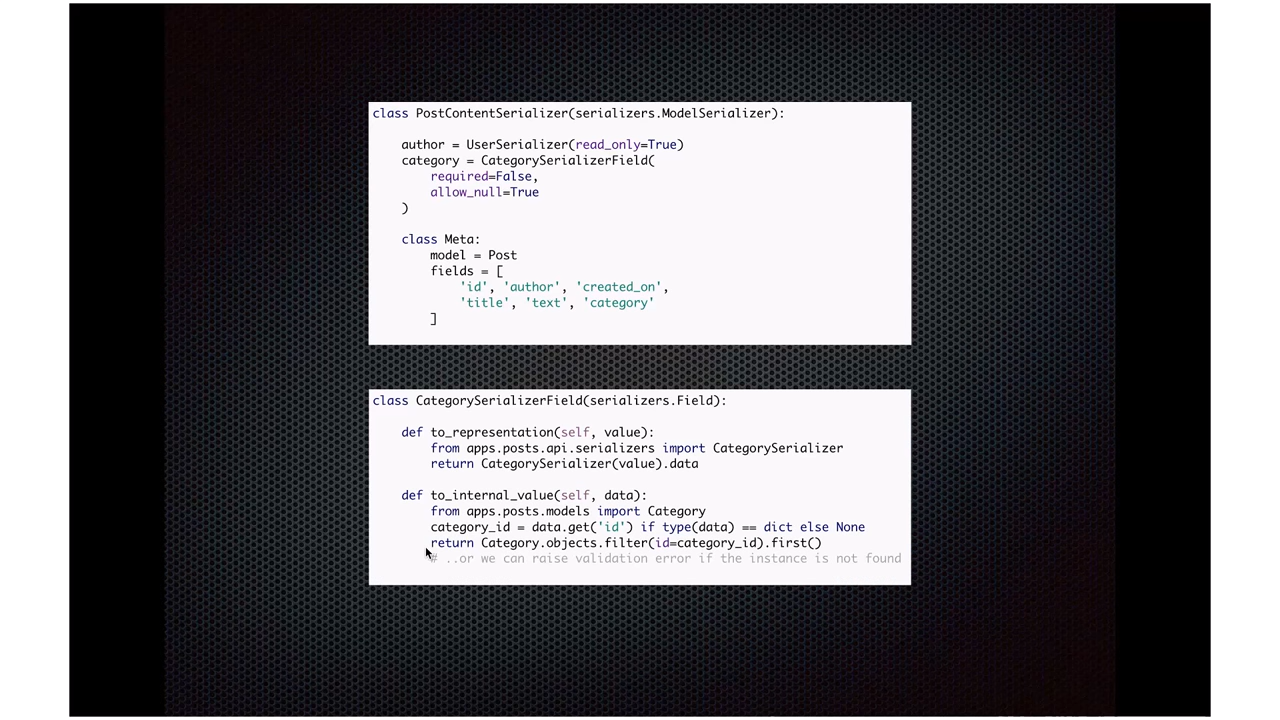 class PostContentSerializer(serializers.ModelSerializer):
author = UserSerializer(read_only=True)
category = CategorySerializerField(
required=False,
allow_null=True
)
class Meta:
model = Post
fields = [
'id', 'author', 'created_on',
'title', 'text', 'category'
]
class CategorySerializerField(serializers.Field):
def to_representation(self, value):
from apps.posts.api.serializers import CategorySerializer
return CategorySerializer(value).data
def to_internal_value(self, data):
from apps.posts.models import Category
category_id = data.get('id') if type(data) == dict else None
return Category.objects.filter(id=category_id).first()
# ..or we can raise validation error if the instance is not found